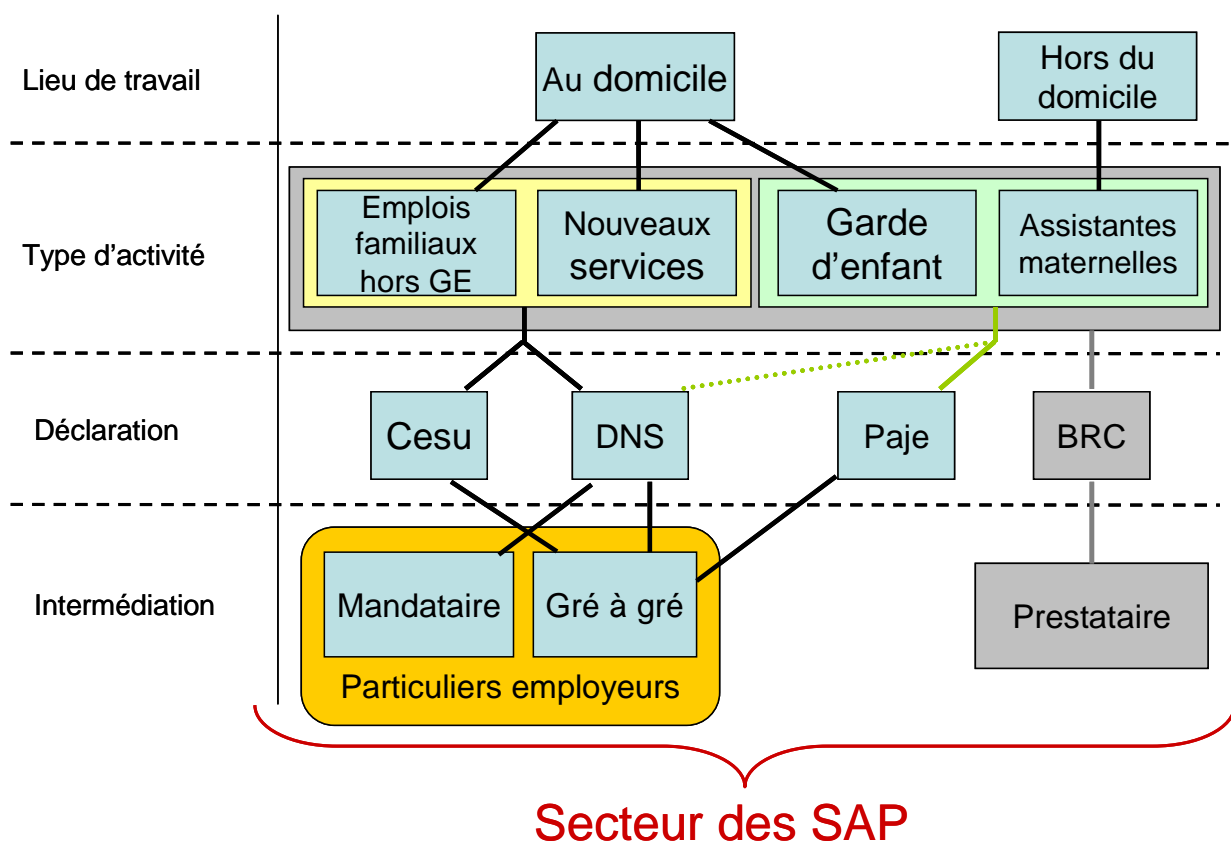 Lieu de travail
Au domicile
Hors du
domicile
Type d'activité
Emplois
familiaux
hors GE
Nouveaux
services
Garde
d'enfant
Assistantes
maternelles
Déclaration
Cesu
DNS
Paje
BRC
Intermédiation
Mandataire
Gré à gré
Prestataire
Particuliers employeurs
Secteur des SAP